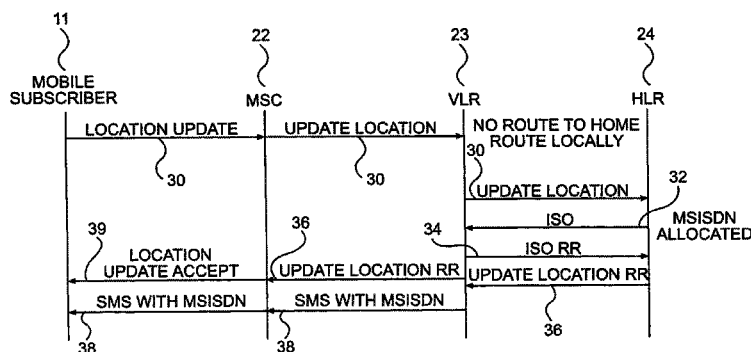 11
22
23
24
MOBILE
SUBSCRIBER
MSC
VLR
HLR
LOCATION UPDATE
UPDATE LOCATION
NO ROUTE TO HOME
ROUTE LOCALLY
30
30
30
UPDATE LOCATION
32
ISO
MSISDN
ALLOCATED
39
36
34
LOCATION
UPDATE ACCEPT
ISO RR
UPDATE LOCATION RR
UPDATE LOCATION RR
SMS WITH MSISDN
SMS WITH MSISDN
36
38
38